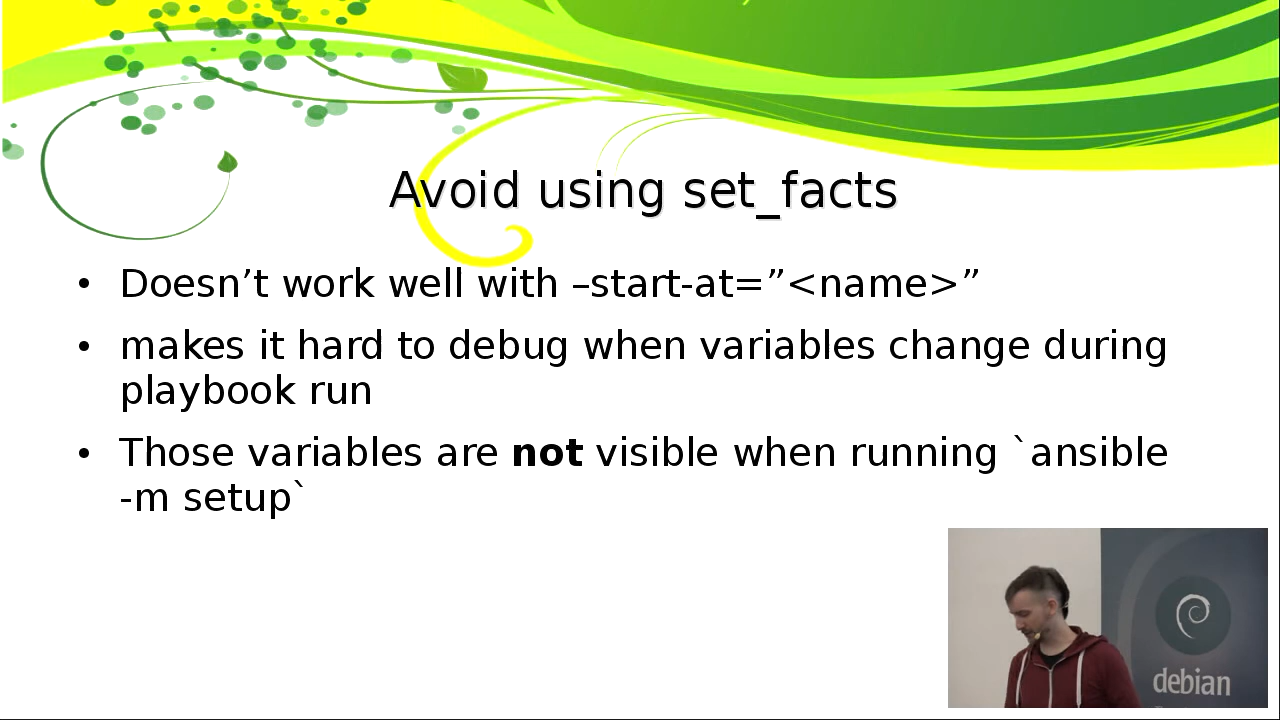 Avoid using set_facts
• Doesn’t work well with –start-at=”<name>”
• makes it hard to debug when variables change during
playbook run
• Those variables are not visible when running `ansible
-m setup`
debian